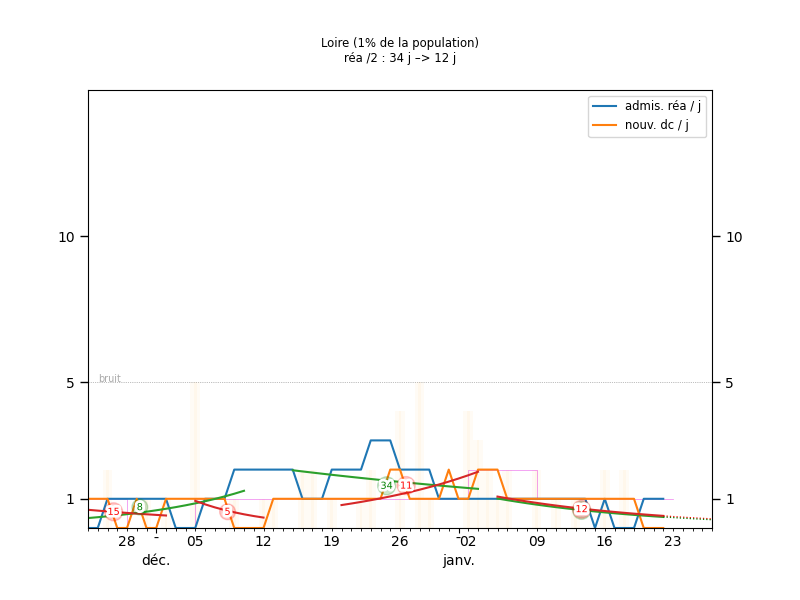 Loire (1% de la population)
réa /2 : 34 j –> 12 j
admis. réa / j
nouv. dc / j
10 10
bruit
5 5
34 11
1 1
15 8 5 12
28 - 05 12 19 26 02 09 16 23
déc. janv.